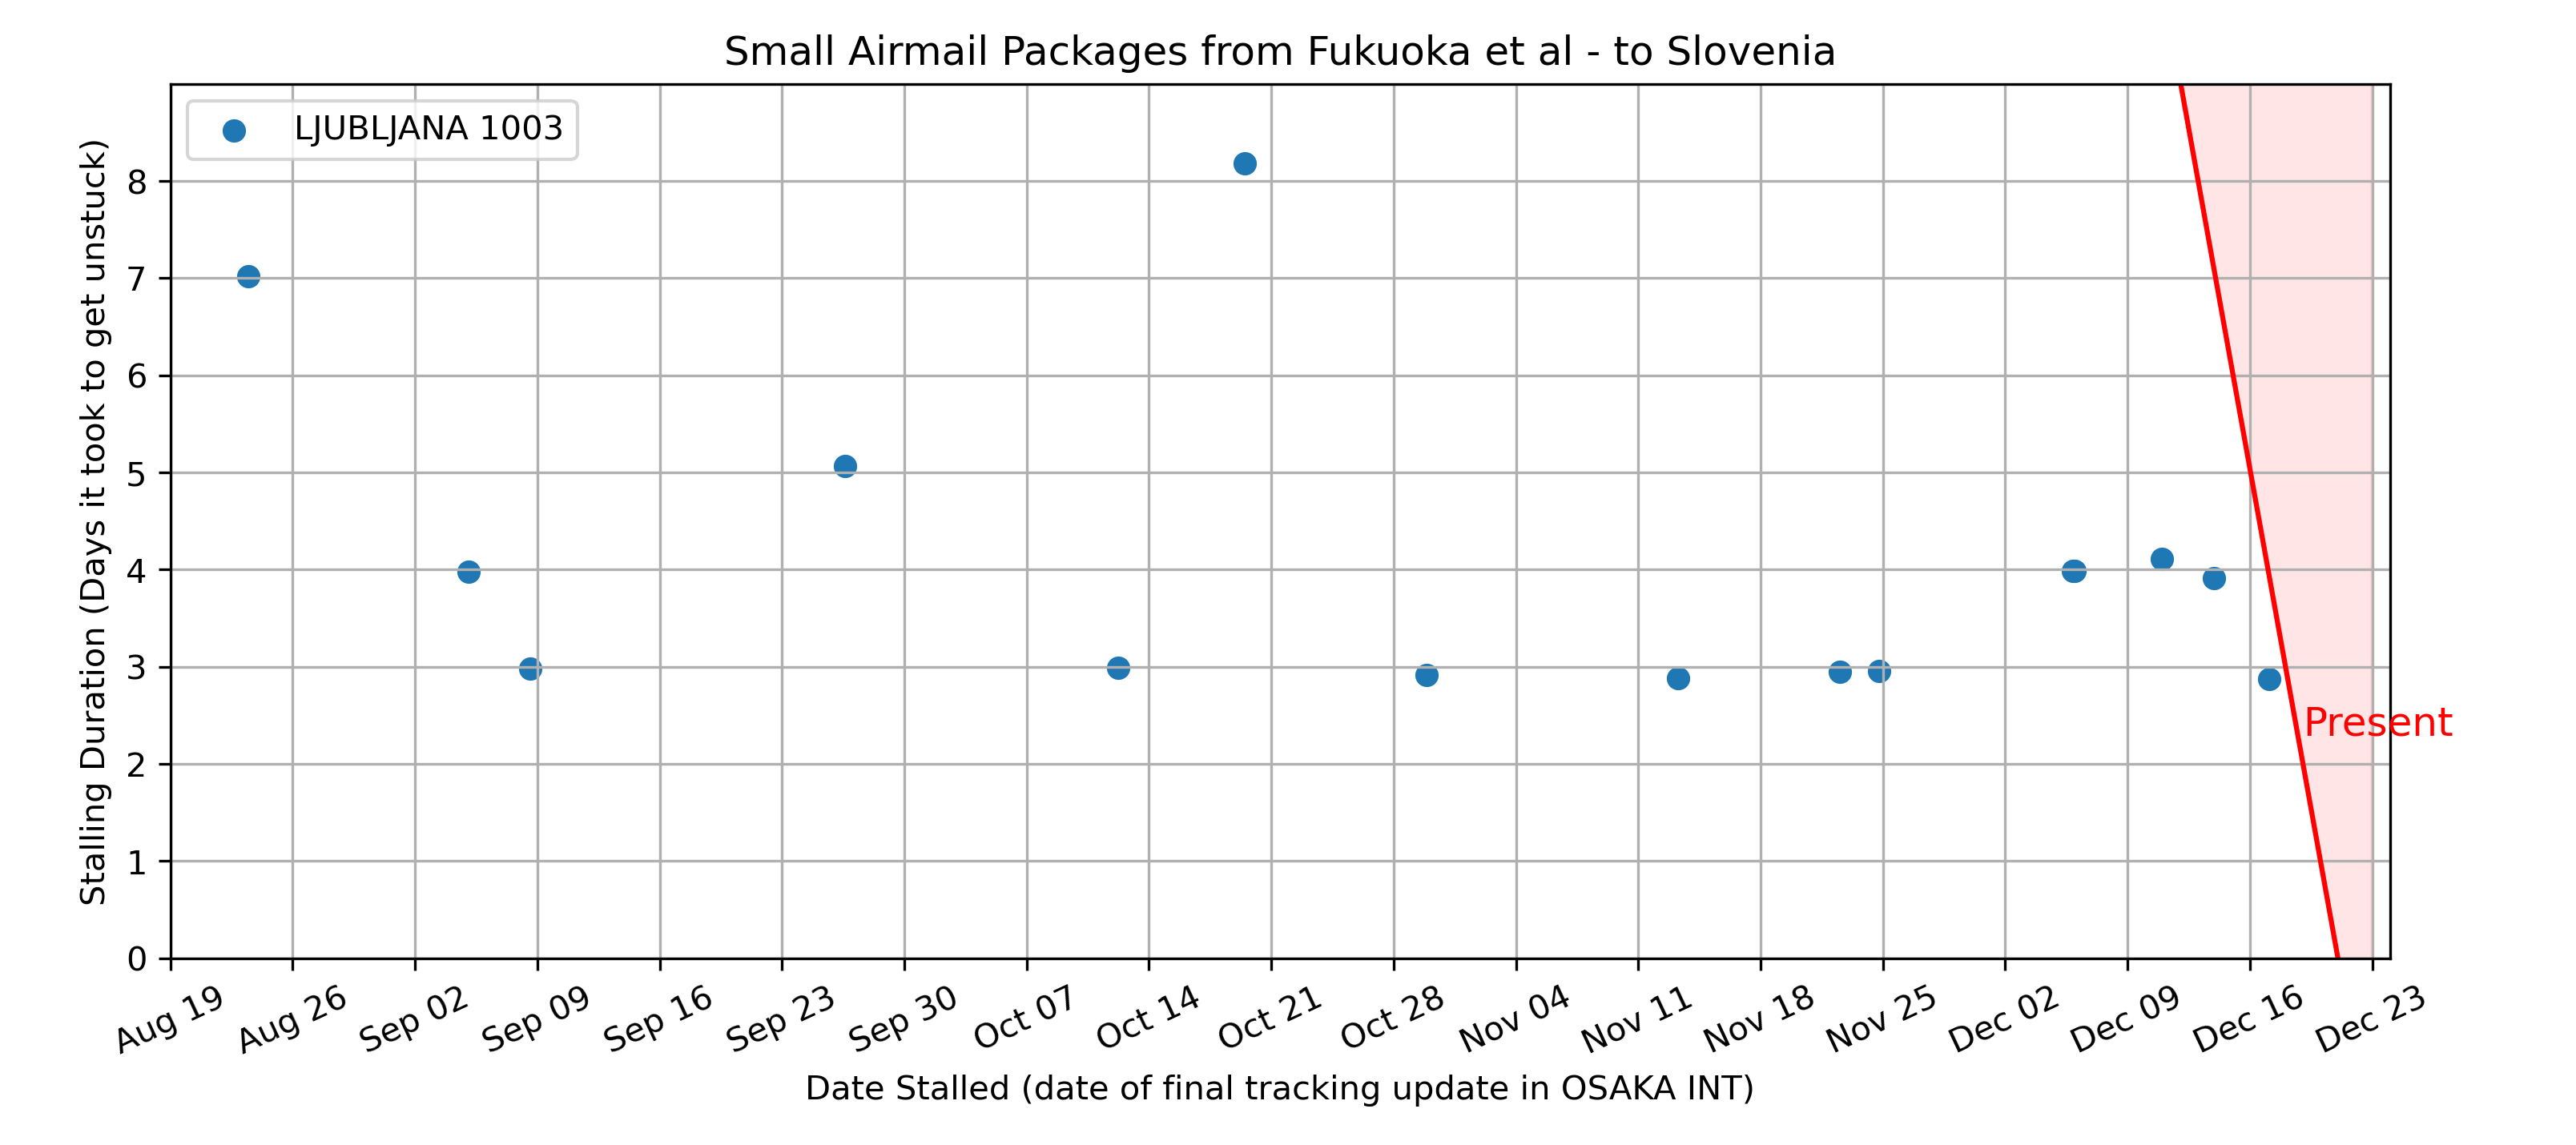 Small Airmail Packages from Fukuoka et al - to Slovenia
LJUBLJANA 1003
Stalling Duration (Days it took to get unstuck)
8
7
6
5
4
3
2
1
0
Present
Aug 19
Aug 26
Sep 02
Sep 09
Sep 16
Sep 23
Sep 30
Oct 07
Oct 14
Oct 21
Oct 28
Nov 04
Nov 11
Nov 18
Nov 25
Dec 02
Dec 09
Dec 16
Dec 23
Date Stalled (date of final tracking update in OSAKA INT)